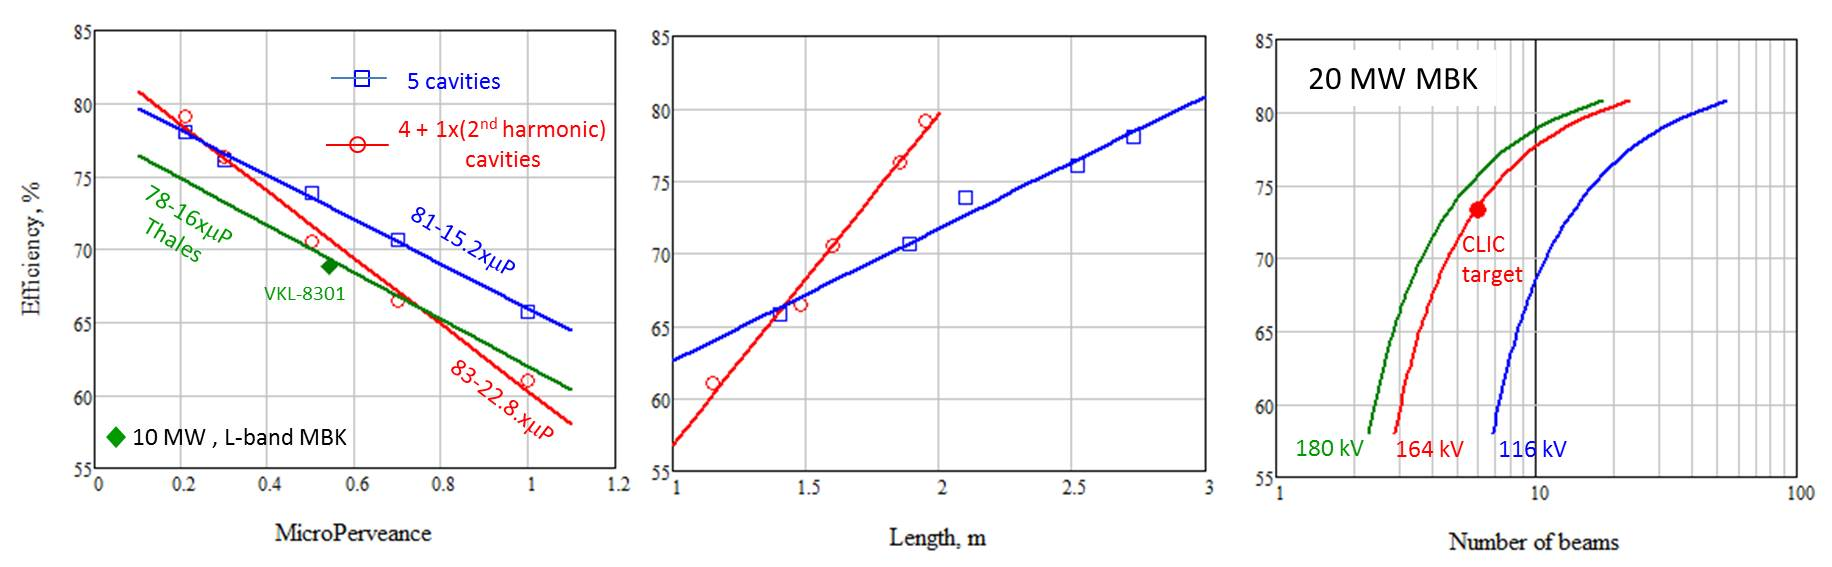 Efficiency, %
85
80
75
70
65
60
55
0
0.2
0.4
0.6
0.8
1
1.2
MicroPerveance
5 cavities
4 + 1x(2nd harmonic)
cavities
78-16xµP
Thales
81-15.2xµP
VKL-8301
83-22.8.xµP
10 MW , L-band MBK
85
80
75
70
65
60
55
1
1.5
2
2.5
3
Length, m
85
80
75
70
65
60
55
1
10
100
Number of beams
20 MW MBK
CLIC
target
180 kV
164 kV
116 kV